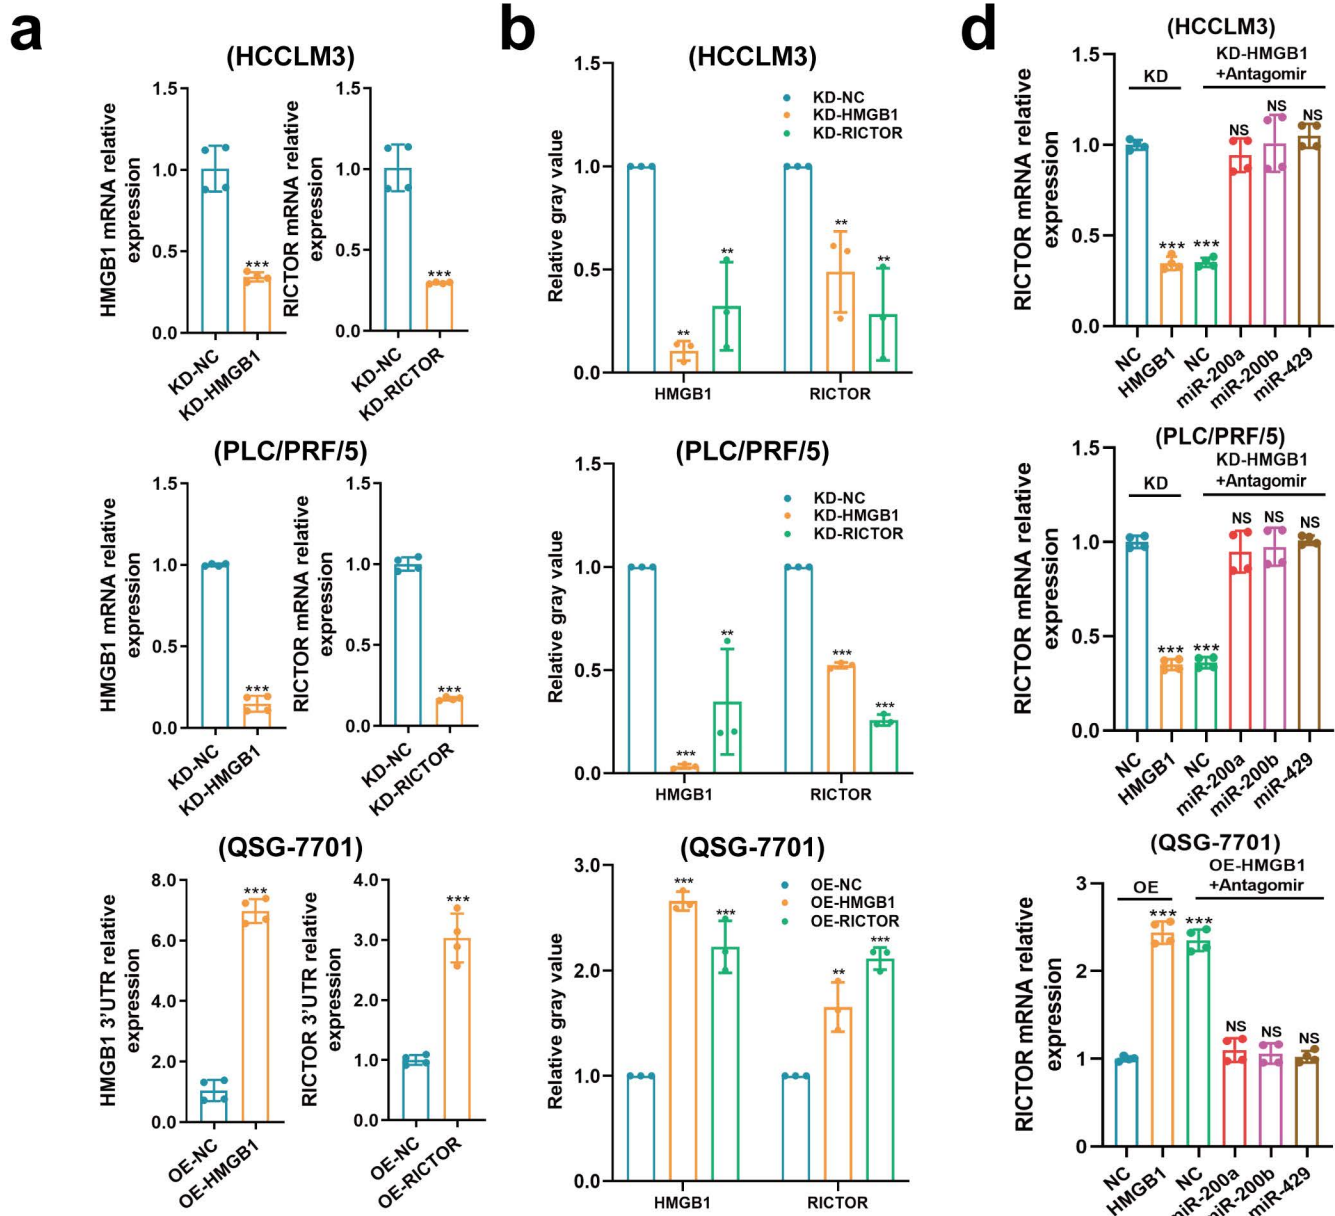 a
(HCCLM3)
HMGB1 mRNA relative
expression
1.5
1.0
0.5
0.0
***
KD-NC
KD-HMGB1
RICTOR mRNA relative
expression
1.5
1.0
0.5
0.0
***
KD-NC
KD-RICTOR
(PLC/PRF/5)
HMGB1 mRNA relative
expression
1.5
1.0
0.5
0.0
***
KD-NC
KD-HMGB1
RICTOR mRNA relative
expression
1.5
1.0
0.5
0.0
***
KD-NC
KD-RICTOR
(QSG-7701)
HMGB1 3'UTR relative
expression
8.0
6.0
4.0
2.0
0.0
***
OE-NC
OE-HMGB1
RICTOR 3'UTR relative
expression
4.0
3.0
2.0
1.0
0.0
***
OE-NC
OE-RICTOR
b
(HCCLM3)
KD-NC
KD-HMGB1
KD-RICTOR
Relative gray value
1.5
1.0
0.5
0.0
** ** ** **
HMGB1 RICTOR
(PLC/PRF/5)
KD-NC
KD-HMGB1
KD-RICTOR
Relative gray value
1.5
1.0
0.5
0.0
*** ** *** ***
HMGB1 RICTOR
(QSG-7701)
OE-NC
OE-HMGB1
OE-RICTOR
Relative gray value
3.0
2.0
1.0
0.0
*** *** ** ***
HMGB1 RICTOR
d
(HCCLM3)
KD
KD-HMGB1
+Antagomir
RICTOR mRNA relative
expression
1.5
1.0
0.5
0.0
*** *** NS NS NS
NC
HMGB1
NC
miR-200a
miR-200b
miR-429
(PLC/PRF/5)
KD
KD-HMGB1
+Antagomir
RICTOR mRNA relative
expression
1.5
1.0
0.5
0.0
*** *** NS NS NS
NC
HMGB1
NC
miR-200a
miR-200b
miR-429
(QSG-7701)
OE
OE-HMGB1
+Antagomir
RICTOR mRNA relative
expression
3
2
1
0
*** *** NS NS NS
NC
HMGB1
NC
miR-200a
miR-200b
miR-429